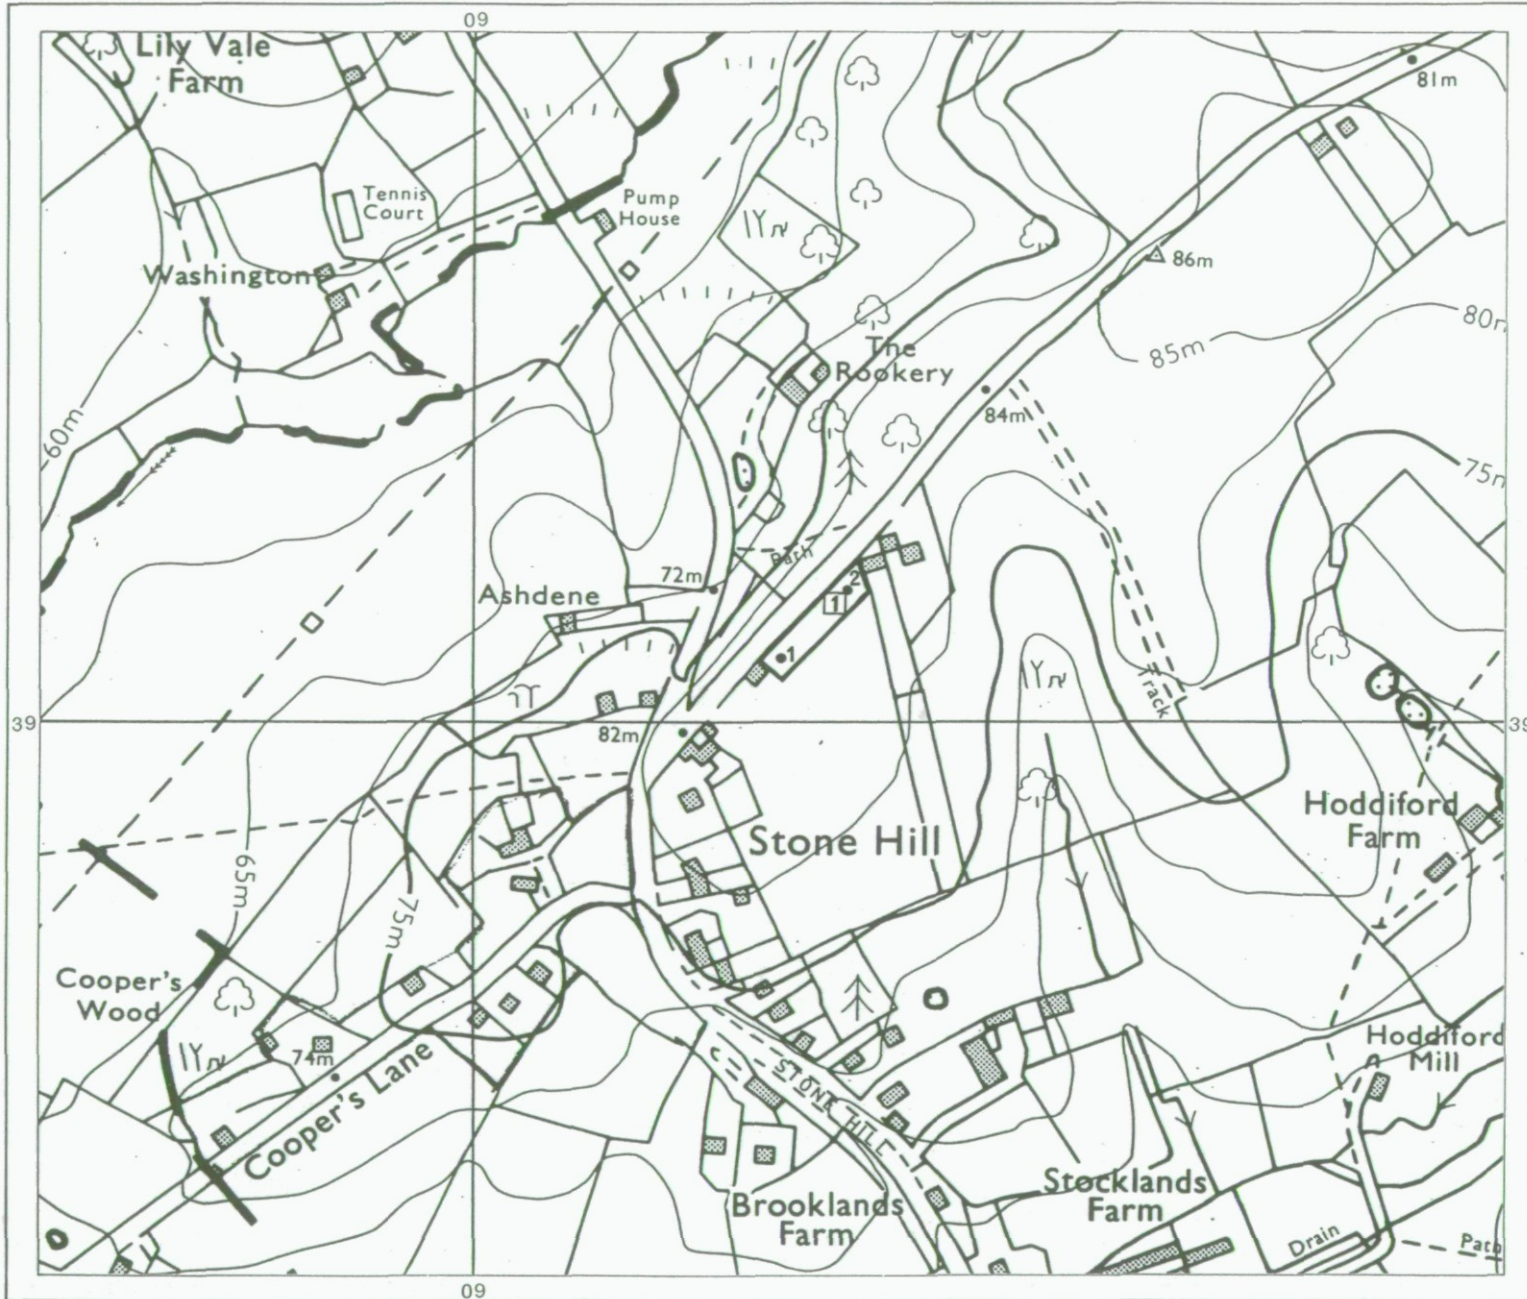 09
Lily Vale
Farm
81m
Tennis
Court
Pump
House
Washington
86m
80
85m
The
Rookery
84m
60m
75
Path
72m
Ashdene
2
1
1
Track
39
39
82m
Stone Hill
Hoddiford
Farm
65m
75m
Cooper's
Wood
74m
Cooper's Lane
STONE HILL
Hoddiford
Mill
Stocklands
Farm
Brooklands
Farm
Drain
Path
09